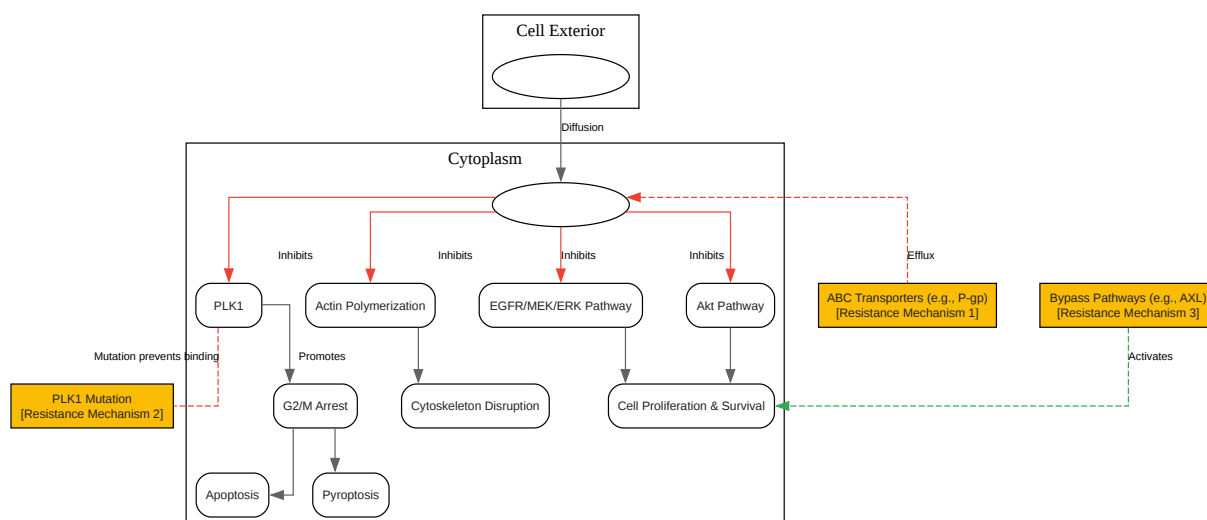 Cell Exterior
Diffusion
Cytoplasm
Inhibits
Inhibits
Inhibits
Inhibits
Efflux
PLK1
Actin Polymerization
EGFR/MEK/ERK Pathway
Akt Pathway
ABC Transporters (e.g., P-gp)
[Resistance Mechanism 1]
Bypass Pathways (e.g., AXL)
[Resistance Mechanism 3]
Mutation prevents binding
Promotes
Activates
PLK1 Mutation
[Resistance Mechanism 2]
G2/M Arrest
Cytoskeleton Disruption
Cell Proliferation & Survival
Apoptosis
Pyroptosis